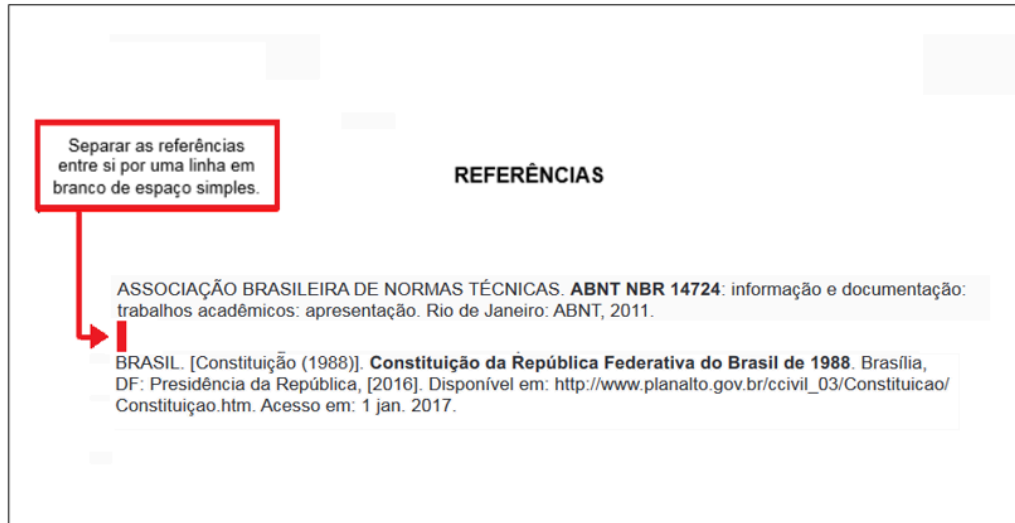 Separar as referências
entre si por uma linha em
branco de espaço simples.
REFERÊNCIAS
ASSOCIAÇÃO BRASILEIRA DE NORMAS TÉCNICAS. ABNT NBR 14724: informação e documentação:
trabalhos acadêmicos: apresentação. Rio de Janeiro: ABNT, 2011.
BRASIL. [Constituição (1988)]. Constituição da República Federativa do Brasil de 1988. Brasília,
DF: Presidência da República, [2016]. Disponível em: http://www.planalto.gov.br/ccivil_03/Constituicao/
Constituiçao.htm. Acesso em: 1 jan. 2017.